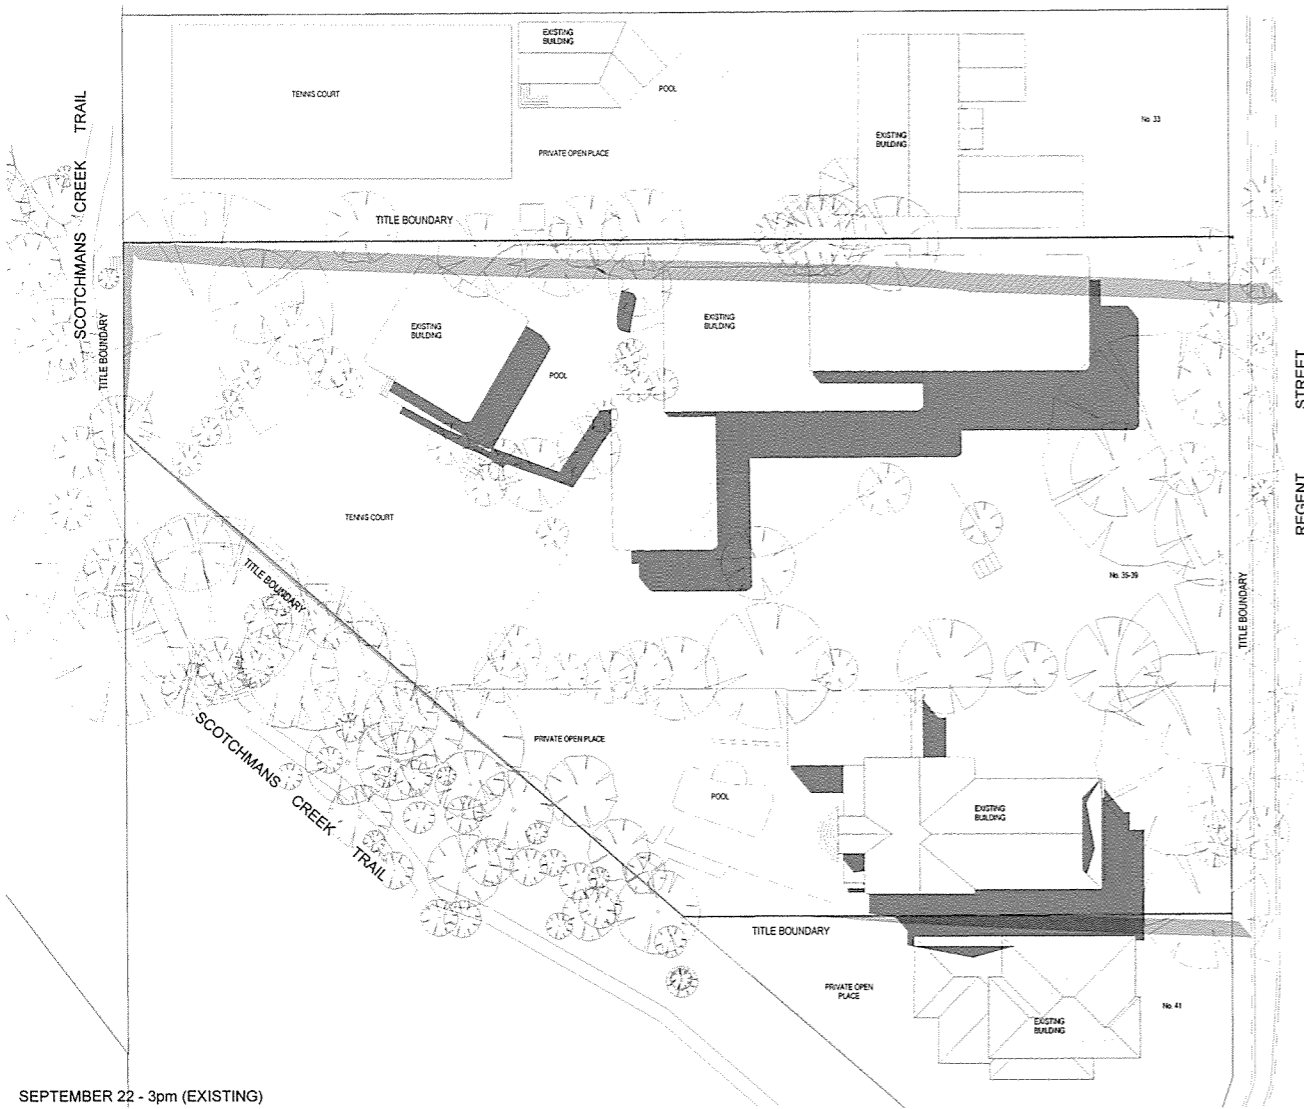 EXISTING
BUILDING
TENNIS COURT
POOL
No. 33
EXISTING
BUILDING
PRIVATE OPEN PLACE
SCOTCHMANS CREEK TRAIL
TITLE BOUNDARY
TITLE BOUNDARY
EXISTING
BUILDING
EXISTING
BUILDING
POOL
REGENT STREET
TENNIS COURT
TITLE BOUNDARY
No. 35-39
TITLE BOUNDARY
SCOTCHMANS CREEK TRAIL
PRIVATE OPEN PLACE
POOL
EXISTING
BUILDING
TITLE BOUNDARY
PRIVATE OPEN
PLACE
No. 41
EXISTING
BUILDING
SEPTEMBER 22 - 3pm (EXISTING)